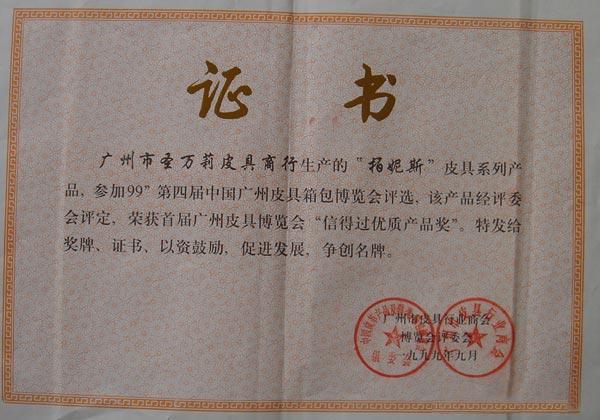 证书
广州市圣万莉皮具商行生产的“栢妮斯”皮具系列产
品，参加99”第四届中国广州皮具箱包博览会评选，该产品经评委
会评定，荣获首届广州皮具博览会“信得过优质产品奖”。特发给
奖牌、证书、以资鼓励，促进发展，争创名牌。
广州市皮具行业商会
博览会评委会
一九九九年九月